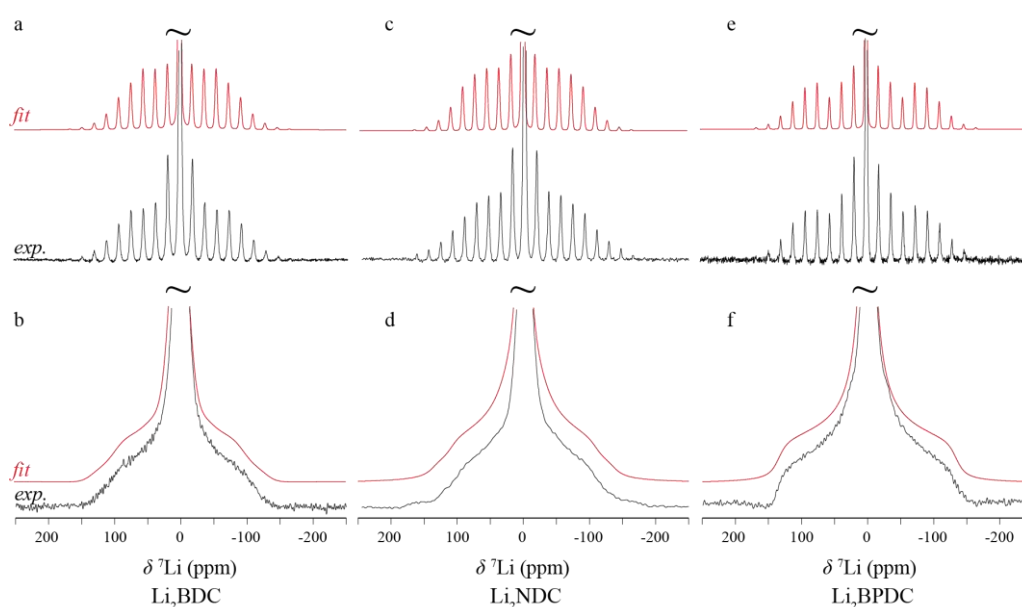 a c e
~ ~ ~
fit
exp.
~ ~ ~
b d f
fit
exp.
200 100 0 -100 -200 200 100 0 -100 -200 200 100 0 -100 -200
δ ⁷Li (ppm) δ ⁷Li (ppm) δ ⁷Li (ppm)
Li₂BDC Li₂NDC Li₂BPDC